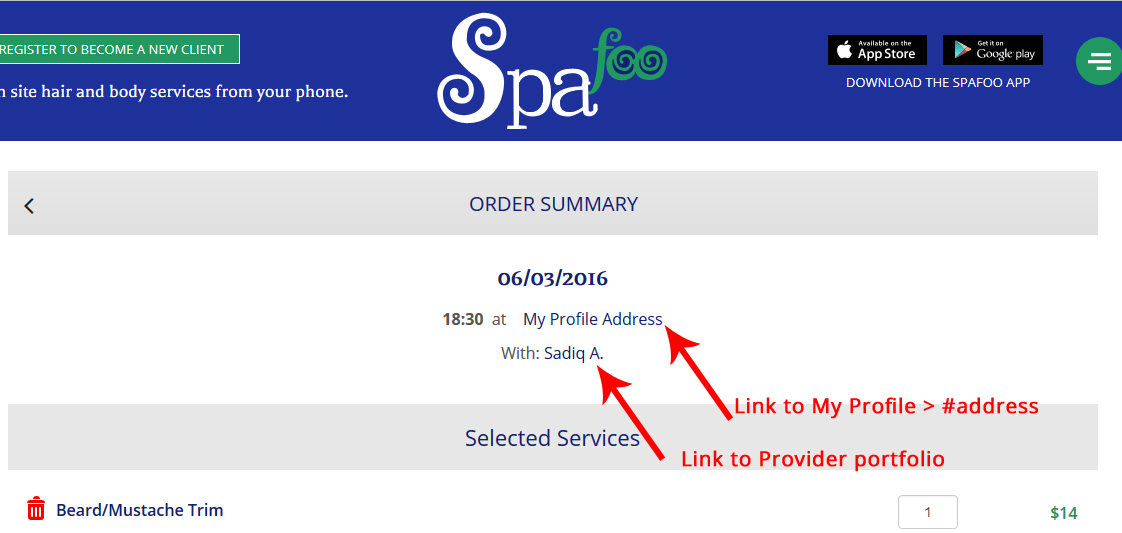 REGISTER TO BECOME A NEW CLIENT
site hair and body services from your phone.
Spafoo
Available on the
App Store
Get it on
Google play
DOWNLOAD THE SPAFOO APP
ORDER SUMMARY
06/03/2016
18:30 at My Profile Address
With: Sadiq A.
Link to My Profile > #address
Selected Services
Link to Provider portfolio
Beard/Mustache Trim 1 $14